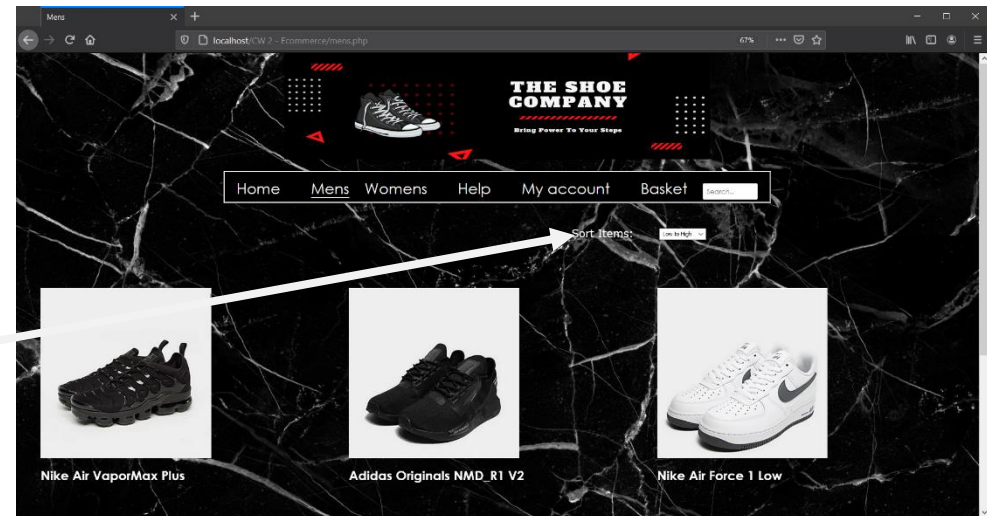 Mens
localhost/CW 2 - Ecommerce/mens.php
67%
THE SHOE
COMPANY
Bring Power To Your Steps
Home Mens Womens Help My account Basket Search...
Sort Items: Low to High
Nike Air VaporMax Plus
Adidas Originals NMD_R1 V2
Nike Air Force 1 Low